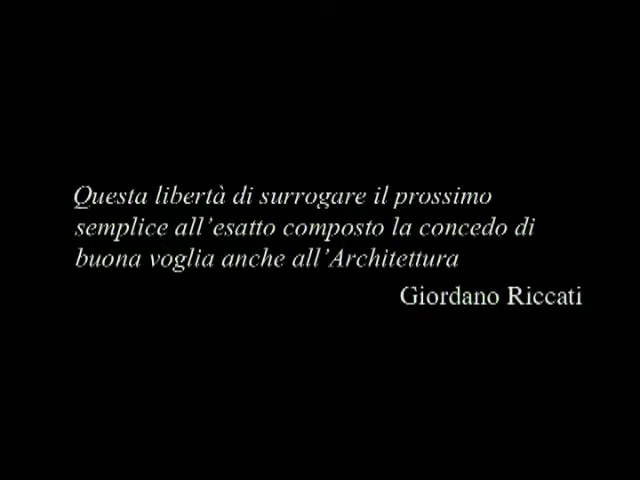 Questa libertà di surrogare il prossimo
semplice all'esatto composto la concedo di
buona voglia anche all'Architettura
Giordano Riccati